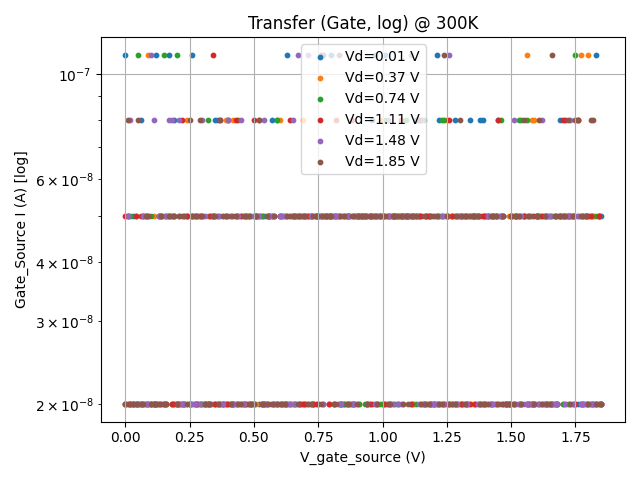 Transfer (Gate, log) @ 300K
Vd=0.01 V
Vd=0.37 V
Vd=0.74 V
Vd=1.11 V
Vd=1.48 V
Vd=1.85 V
Gate_Source I (A) [log]
10⁻⁷
6 × 10⁻⁸
4 × 10⁻⁸
3 × 10⁻⁸
2 × 10⁻⁸
0.00 0.25 0.50 0.75 1.00 1.25 1.50 1.75
V_gate_source (V)